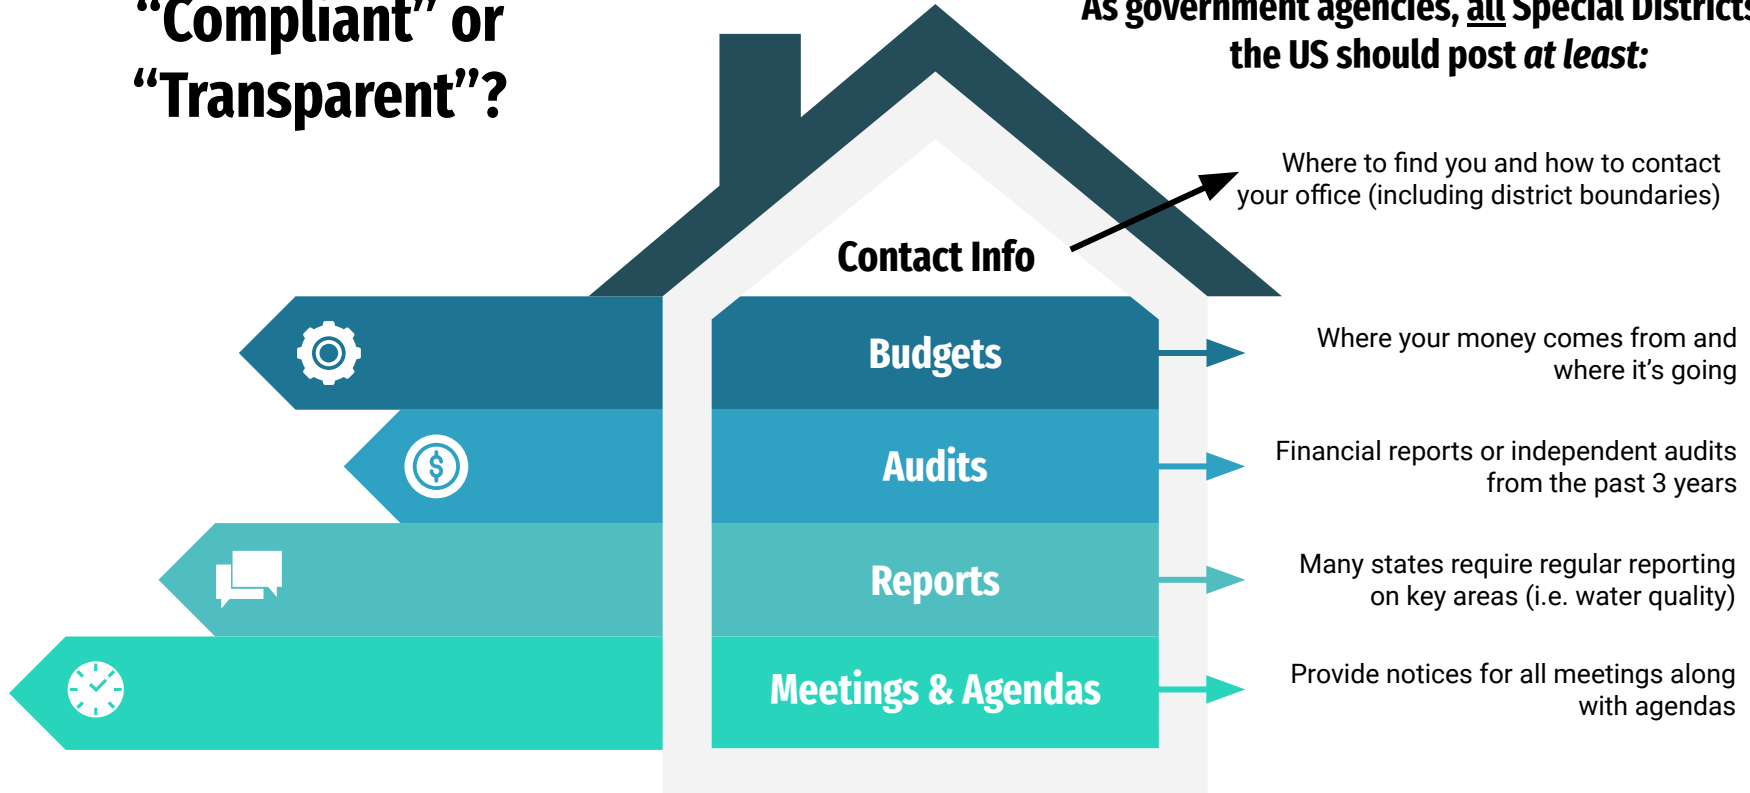 “Compliant” or
“Transparent”?
As government agencies, all Special Districts
the US should post at least:
Where to find you and how to contact
your office (including district boundaries)
Contact Info
Budgets
Where your money comes from and
where it’s going
Audits
Financial reports or independent audits
from the past 3 years
Reports
Many states require regular reporting
on key areas (i.e. water quality)
Meetings & Agendas
Provide notices for all meetings along
with agendas